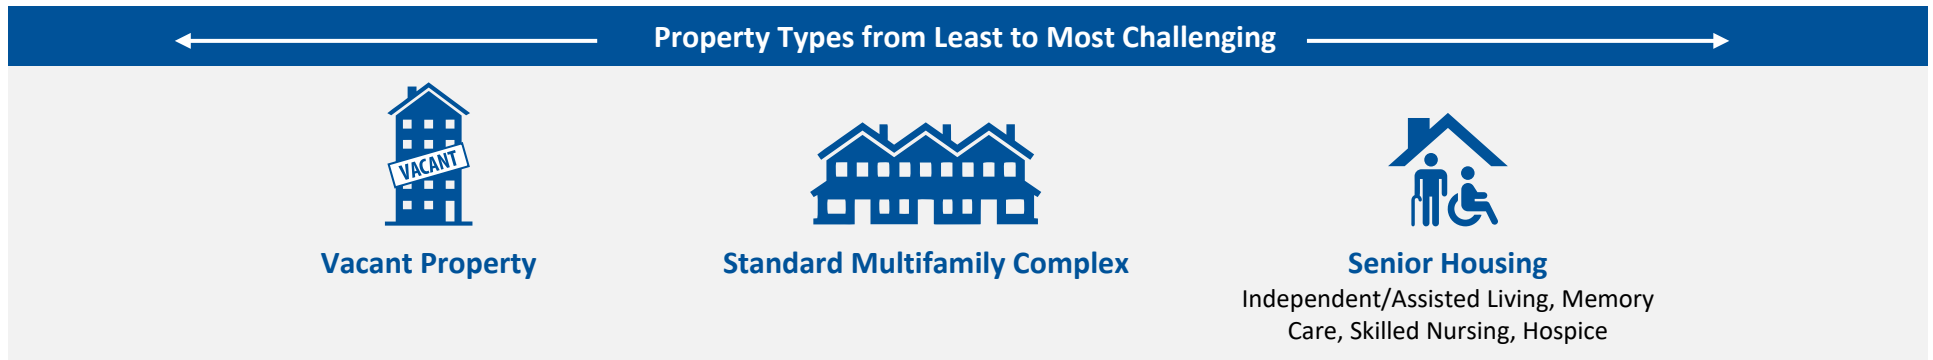 Property Types from Least to Most Challenging
VACANT
Vacant Property
Standard Multifamily Complex
Senior Housing
Independent/Assisted Living, Memory
Care, Skilled Nursing, Hospice